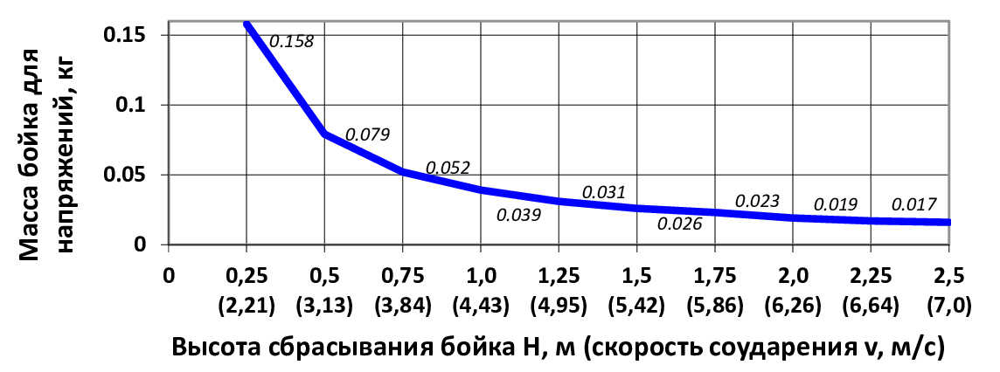 Масса бойка для
напряжений, кг
0.15
0.1
0.05
0
0.158
0.079
0.052
0.039
0.031
0.026
0.023
0.019
0.017
0 0,25 0,5 0,75 1,0 1,25 1,5 1,75 2,0 2,25 2,5
(2,21) (3,13) (3,84) (4,43) (4,95) (5,42) (5,86) (6,26) (6,64) (7,0)
Высота сбрасывания бойка H, м (скорость соударения v, м/с)